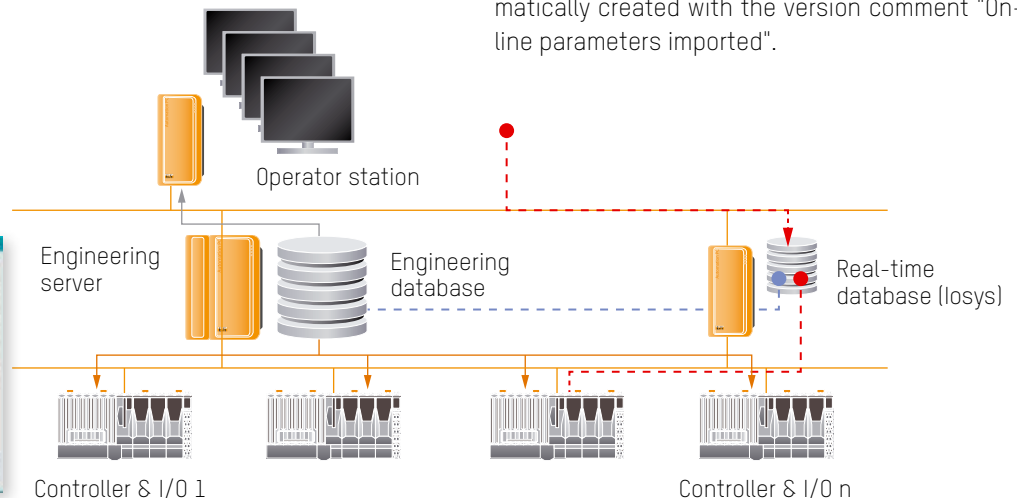 matically created with the version comment "On-
line parameters imported".
Operator station
Engineering
server
Engineering
database
Real-time
database (Iosys)
Controller & I/O 1
Controller & I/O n